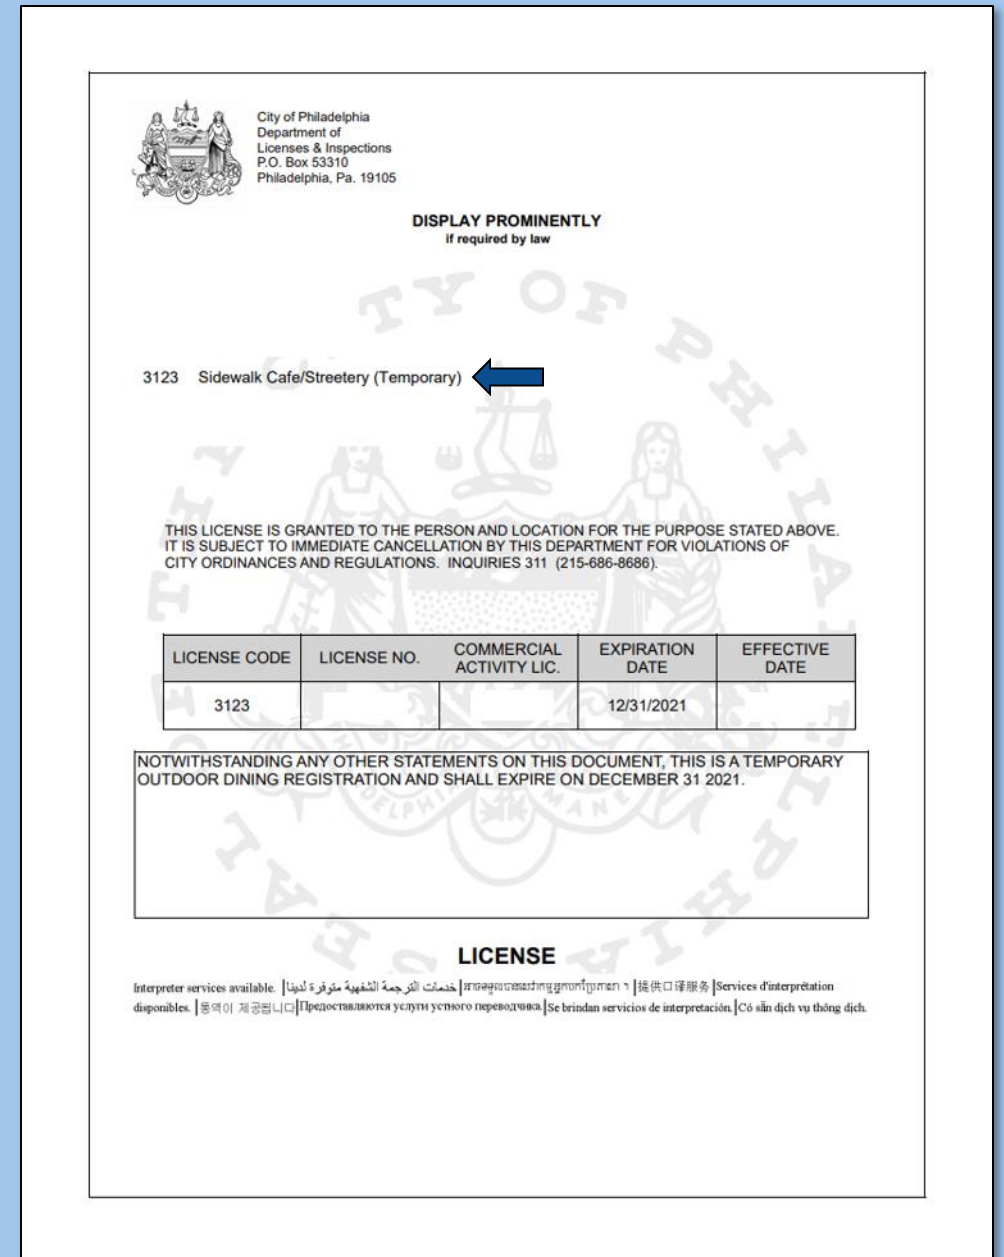 City of Philadelphia
Department of
Licenses & Inspections
P.O. Box 53310
Philadelphia, Pa. 19105
DISPLAY PROMINENTLY
if required by law
3123 Sidewalk Cafe/Streetery (Temporary)
THIS LICENSE IS GRANTED TO THE PERSON AND LOCATION FOR THE PURPOSE STATED ABOVE.
IT IS SUBJECT TO IMMEDIATE CANCELLATION BY THIS DEPARTMENT FOR VIOLATIONS OF
CITY ORDINANCES AND REGULATIONS. INQUIRIES 311 (215-686-8686).
LICENSE CODE LICENSE NO. COMMERCIAL ACTIVITY LIC. EXPIRATION DATE EFFECTIVE DATE
3123 12/31/2021
NOTWITHSTANDING ANY OTHER STATEMENTS ON THIS DOCUMENT, THIS IS A TEMPORARY
OUTDOOR DINING REGISTRATION AND SHALL EXPIRE ON DECEMBER 31 2021.
LICENSE
Interpreter services available. | خدمات الترجمة الشفهية متوفرة لدينا | 提供口译服务 | Services d'interprétation
disponibles. | 통역이 제공됩니다 | Предоставляются услуги устного переводчика. | Se brindan servicios de interpretación. | Có sẵn dịch vụ thông dịch.